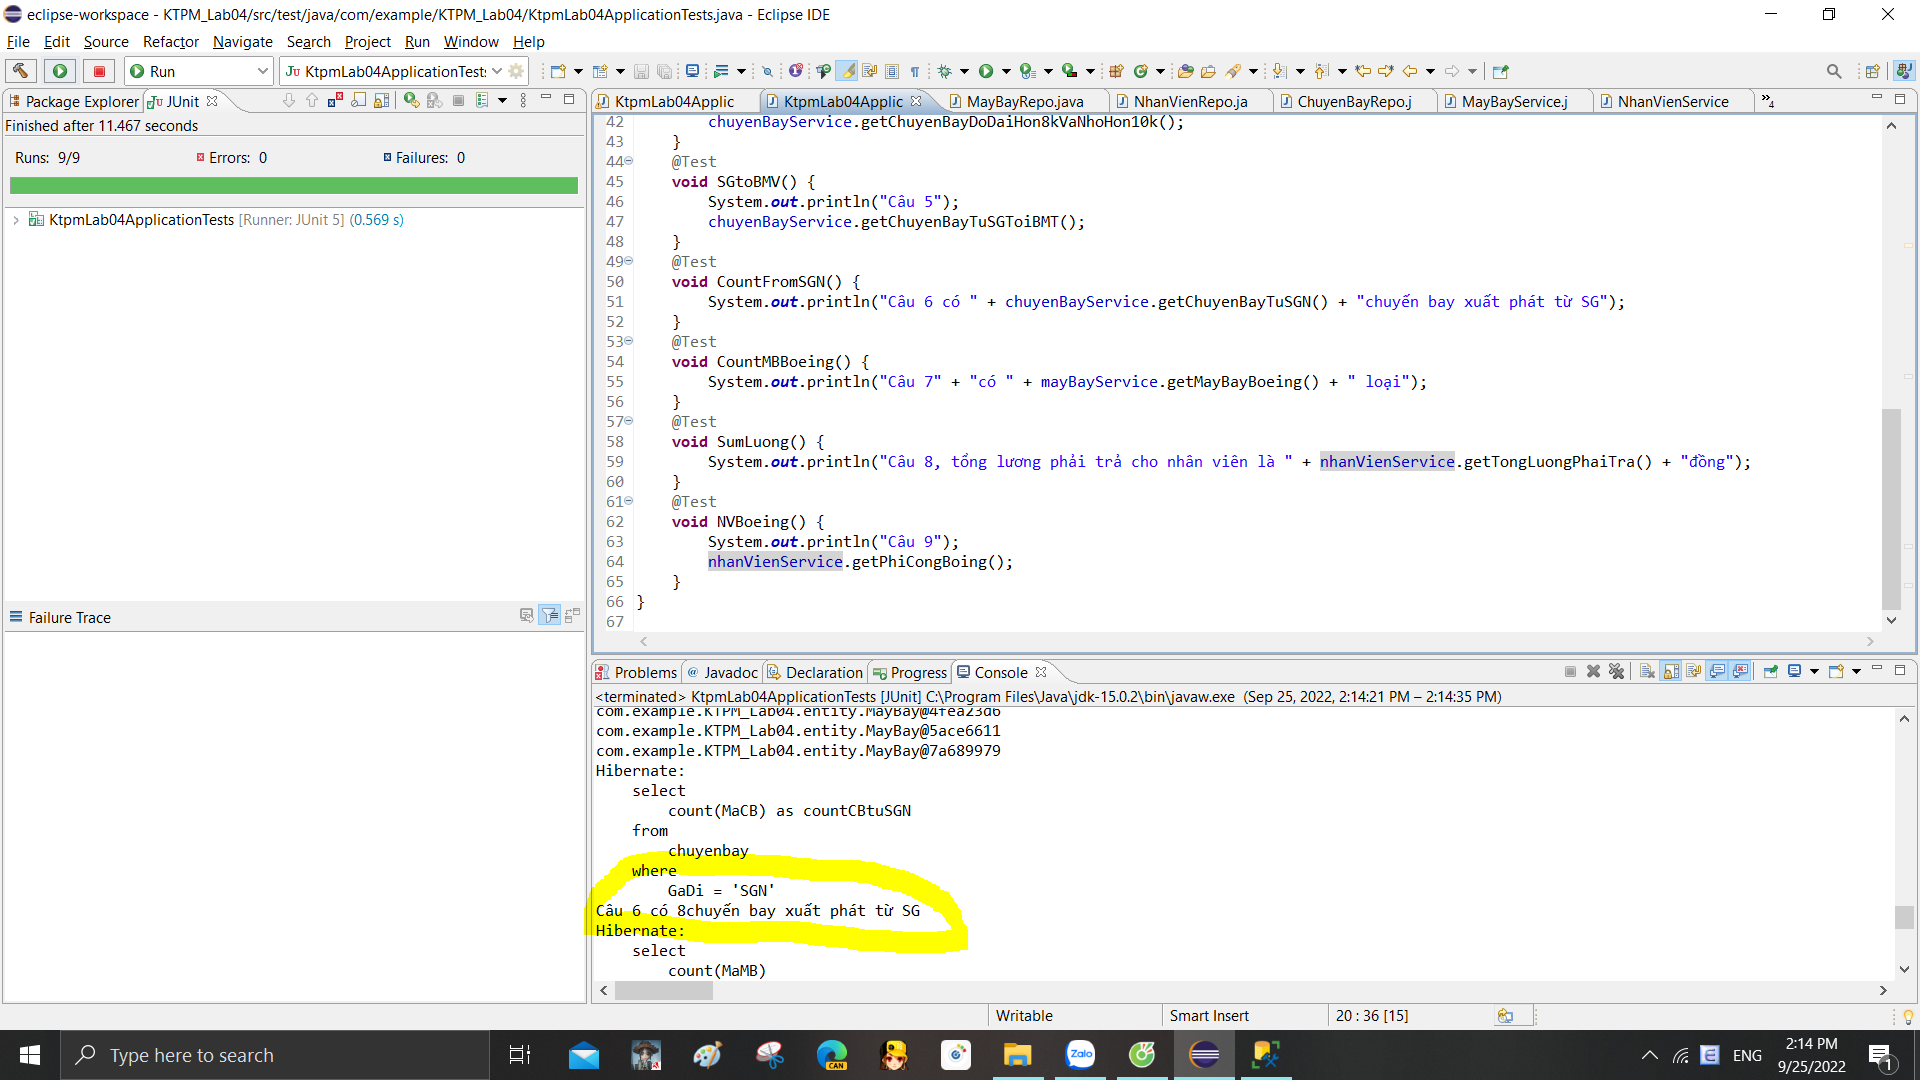 eclipse-workspace - KTPM_Lab04/src/test/java/com/example/KTPM_Lab04/KtpmLab04ApplicationTests.java - Eclipse IDE
File Edit Source Refactor Navigate Search Project Run Window Help
Run
KtpmLab04ApplicationTests
Package Explorer
JUnit
Finished after 11.467 seconds
Runs: 9/9
Errors: 0
Failures: 0
KtpmLab04ApplicationTests [Runner: JUnit 5] (0.569 s)
Failure Trace
KtpmLab04Applic
KtpmLab04Applic
MayBayRepo.java
NhanVienRepo.ja
ChuyenBayRepo.j
MayBayService.j
NhanVienService
»4
42 chuyenBayService.getChuyenBayDoDaiHon8kVaNhoHon10k();
43 }
44 @Test
45 void SGtoBMV() {
46 System.out.println("Câu 5");
47 chuyenBayService.getChuyenBayTuSGToiBMT();
48 }
49 @Test
50 void CountFromSGN() {
51 System.out.println("Câu 6 có " + chuyenBayService.getChuyenBayTuSGN() + "chuyến bay xuất phát từ SG");
52 }
53 @Test
54 void CountMBBoeing() {
55 System.out.println("Câu 7" + "có " + mayBayService.getMayBayBoeing() + " loại");
56 }
57 @Test
58 void SumLuong() {
59 System.out.println("Câu 8, tổng lương phải trả cho nhân viên là " + nhanVienService.getTongLuongPhaiTra() + "đồng");
60 }
61 @Test
62 void NVBoeing() {
63 System.out.println("Câu 9");
64 nhanVienService.getPhiCongBoing();
65 }
66 }
67
Problems @ Javadoc Declaration Progress Console
<terminated> KtpmLab04ApplicationTests [JUnit] C:\Program Files\Java\jdk-15.0.2\bin\javaw.exe (Sep 25, 2022, 2:14:21 PM – 2:14:35 PM)
com.example.KTPM_Lab04.entity.MayBay@4fea23d6
com.example.KTPM_Lab04.entity.MayBay@5ace6611
com.example.KTPM_Lab04.entity.MayBay@7a689979
Hibernate:
select
count(MaCB) as countCBtuSGN
from
chuyenbay
where
GaDi = 'SGN'
Câu 6 có 8chuyến bay xuất phát từ SG
Hibernate:
select
count(MaMB)
Writable
Smart Insert
20 : 36 [15]
Type here to search
CAN
Zalo
E
ENG
2:14 PM
9/25/2022
1